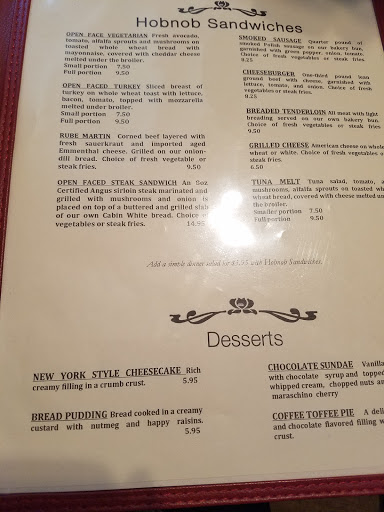 Hobnob Sandwiches
OPEN FACE VEGETARIAN Fresh avocado,
tomato, alfalfa sprouts and mushrooms on
toasted whole wheat bread with
mayonnaise, covered with cheddar cheese
melted under the broiler.
Small portion 7.50
Full portion 9.50
OPEN FACED TURKEY Sliced breast of
turkey on whole wheat toast with lettuce,
bacon, tomato, topped with mozzarella
melted under broiler.
Small portion 7.50
Full portion 9.50
RUBE MARTIN Corned beef layered with
fresh sauerkraut and imported aged
Emmenthal cheese. Grilled on our onion-
dill bread. Choice of fresh vegetable or
steak fries. 9.50
OPEN FACED STEAK SANDWICH An 8oz
Certified Angus sirloin steak marinated and
grilled with mushrooms and onion is
placed on top of a buttered and grilled slab
of our own Cabin White bread. Choice of
vegetables or steak fries. 14.95
SMOKED SAUSAGE Quarter pound of
smoked Polish sausage on our bakery bun,
garnished with green pepper, onion, tomato.
Choice of fresh vegetables or steak fries.
8.25
CHEESEBURGER One-third pound lean
ground beef with cheese, garnished with
lettuce, tomato, and onion. Choice of fresh
vegetable or steak fries.
9.25
BREADED TENDERLOIN All meat with light
breading served on our own bakery bun.
Choice of fresh vegetables or steak fries
9.50
GRILLED CHEESE American cheese on whole
wheat or white. Choice of fresh vegetables or
steak fries.
6.50
TUNA MELT Tuna salad, tomato,
mushrooms, alfalfa sprouts on toasted
wheat bread, covered with cheese melted
the broiler.
Smaller portion 7.50
Full portion 9.50
Add a simple dinner salad for $3.95 with Hobnob Sandwiches.
Desserts
NEW YORK STYLE CHEESECAKE Rich
creamy filling in a crumb crust. 5.95
BREAD PUDDING Bread cooked in a creamy
custard with nutmeg and happy raisins.
5.95
CHOCOLATE SUNDAE Vanilla
with chocolate syrup and topped
whipped cream, chopped nuts
maraschino cherry
COFFEE TOFFEE PIE A
and chocolate flavored filling
crust.